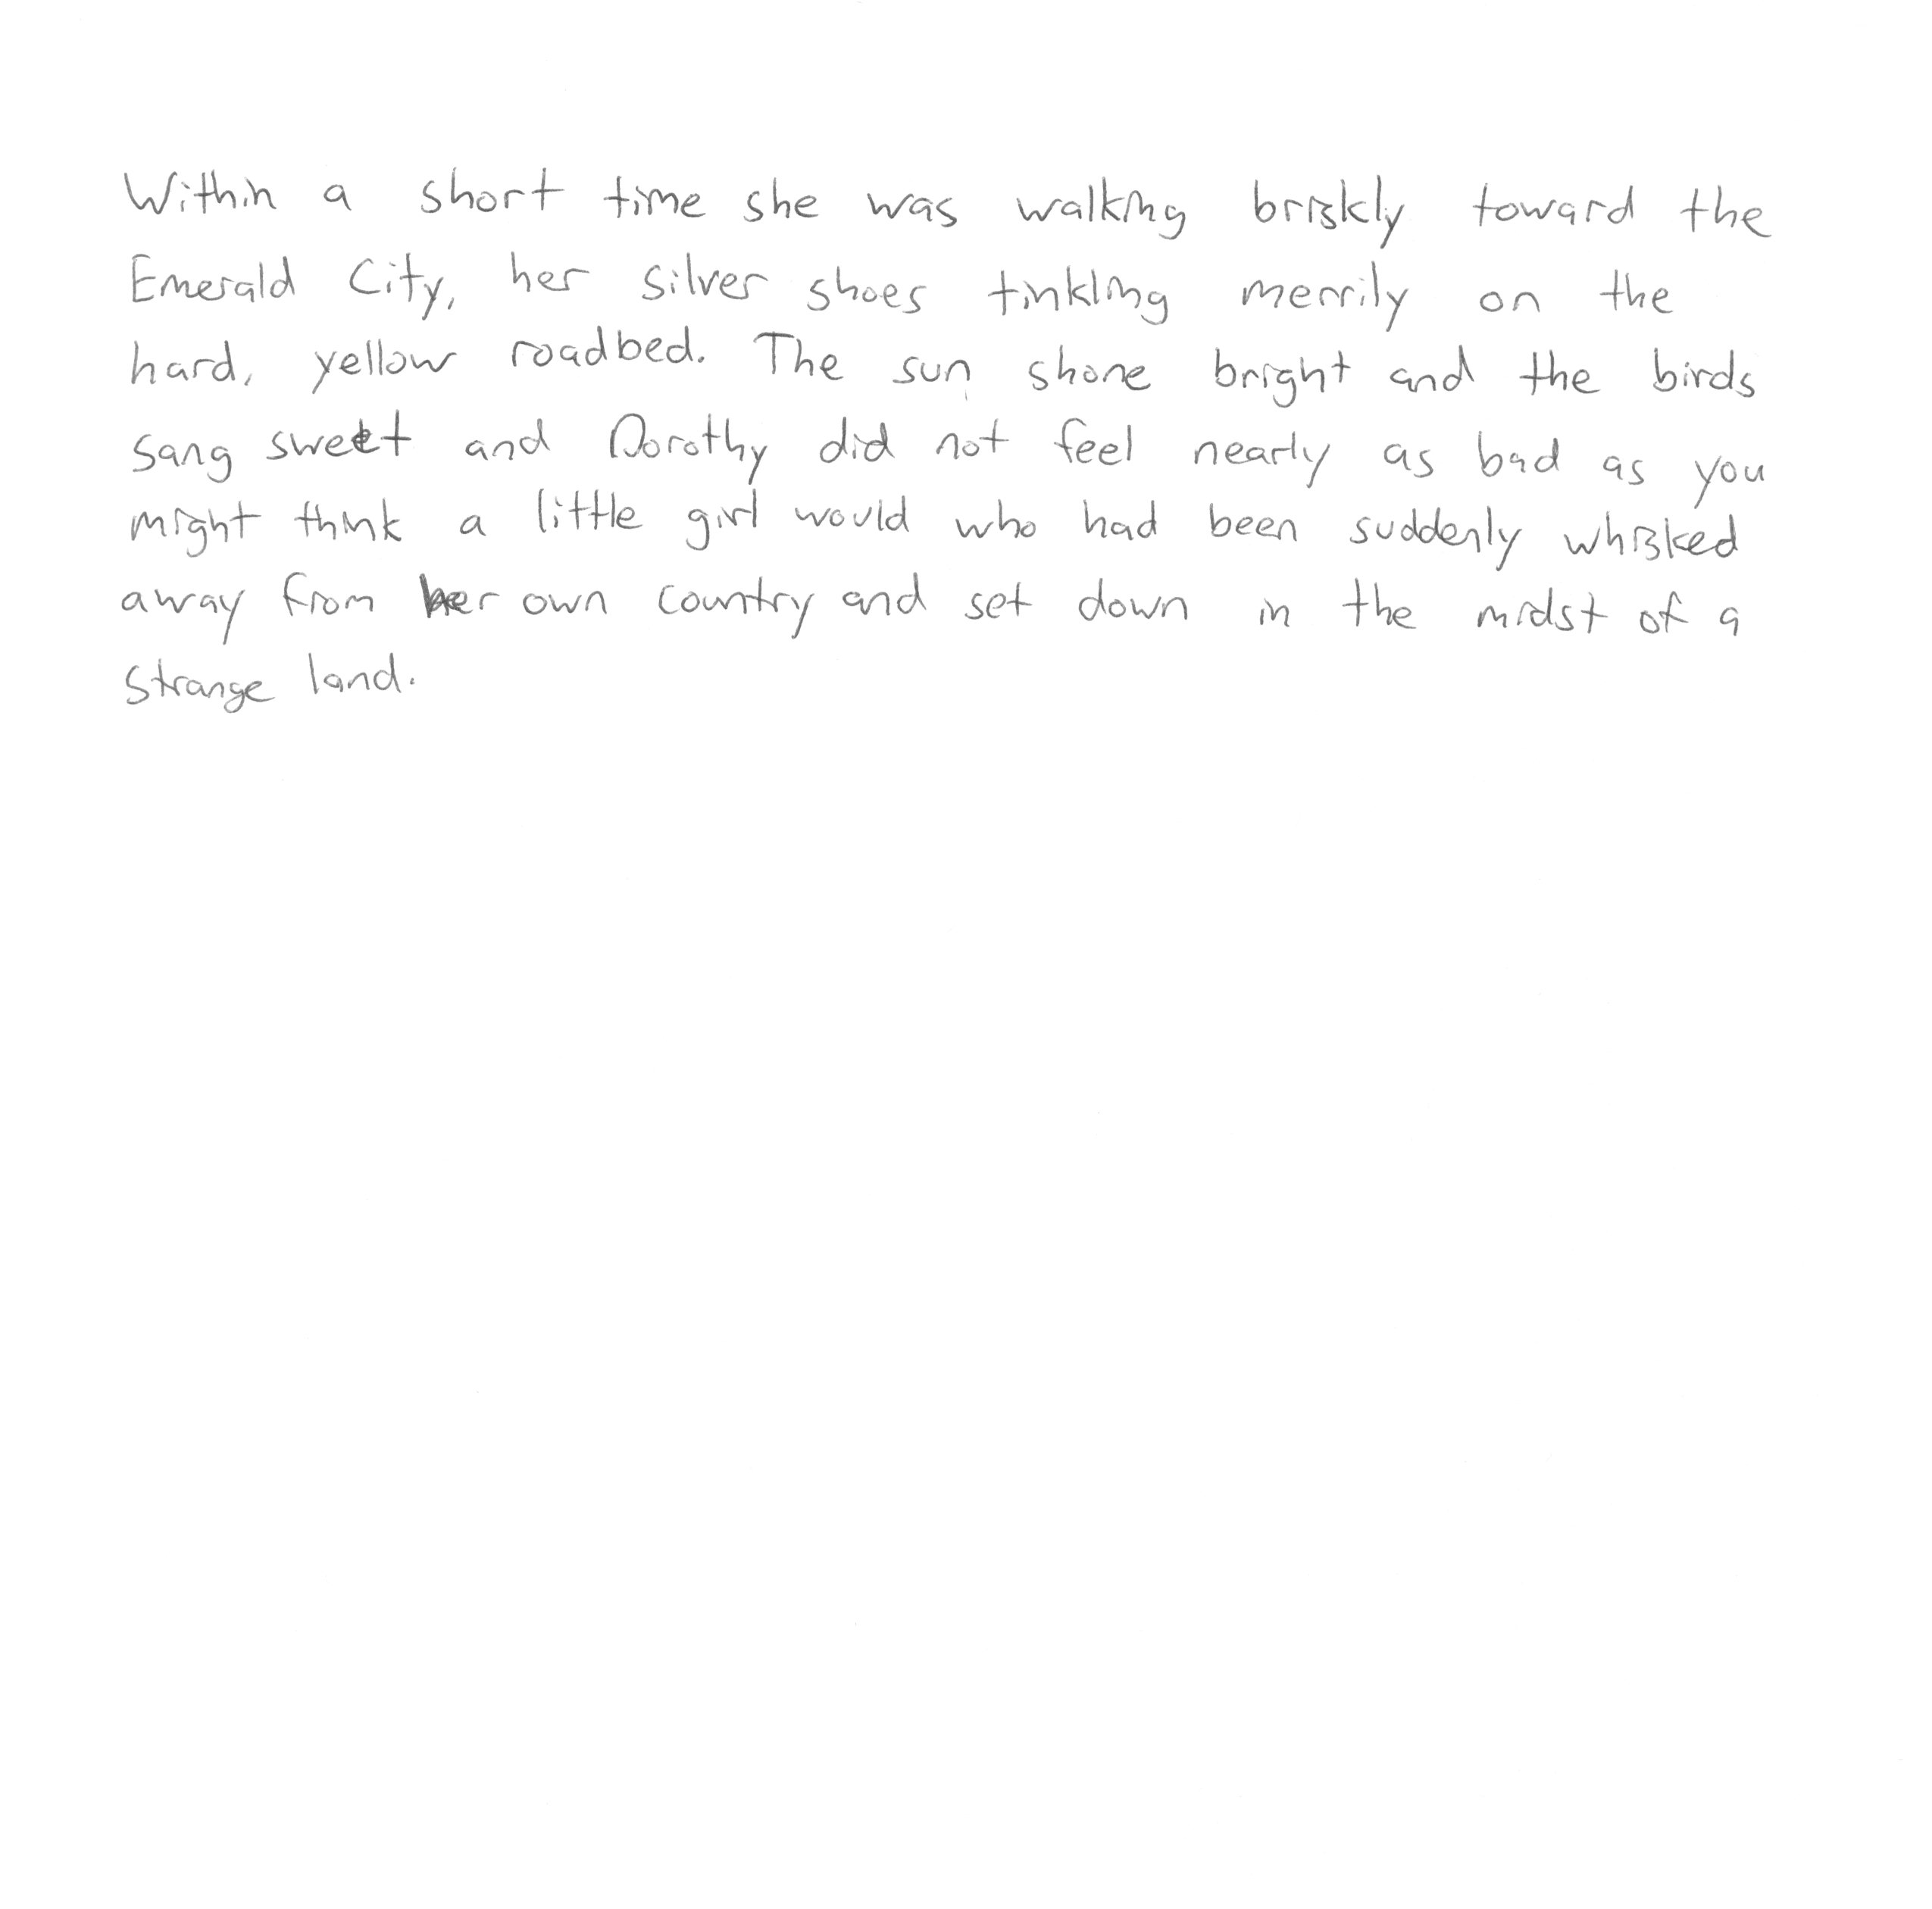 Within a short time she was walking briskly toward the
Emerald City, her silver shoes tinkling merrily on the
hard, yellow roadbed. The sun shone bright and the birds
sang sweet and Dorothy did not feel nearly as bad as you
might think a little girl would who had been suddenly whisked
away from her own country and set down in the midst of a
strange land.